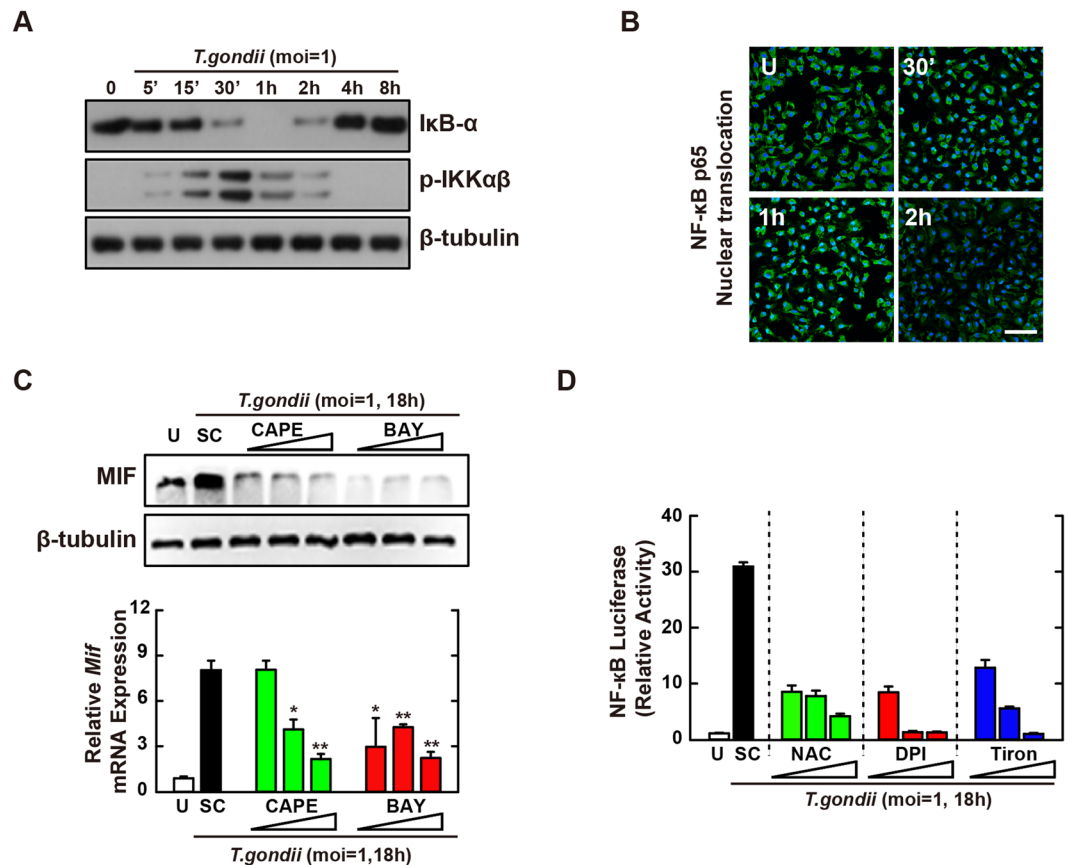 A
T.gondii (moi=1)
0 5’ 15’ 30’ 1h 2h 4h 8h
IκB-α
p-IKKαβ
β-tubulin
B
NF-κB p65
Nuclear translocation
U
30’
1h
2h
C
T.gondii (moi=1, 18h)
U SC CAPE BAY
MIF
β-tubulin
Relative Mif
mRNA Expression
12
9
6
3
0
*
**
*
**
**
U SC CAPE BAY
T.gondii (moi=1,18h)
D
NF-κB Luciferase
(Relative Activity)
40
30
20
10
0
U SC NAC DPI Tiron
T.gondii (moi=1, 18h)